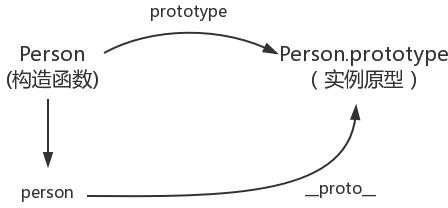 prototype
Person
(构造函数)
Person.prototype
（实例原型）
person
__proto__